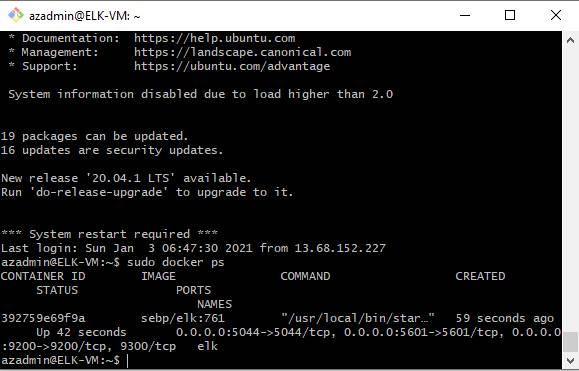 azadmin@ELK-VM: ~
 * Documentation:  https://help.ubuntu.com
 * Management:     https://landscape.canonical.com
 * Support:        https://ubuntu.com/advantage
 System information disabled due to load higher than 2.0
19 packages can be updated.
16 updates are security updates.
New release '20.04.1 LTS' available.
Run 'do-release-upgrade' to upgrade to it.
*** System restart required ***
Last login: Sun Jan  3 06:47:30 2021 from 13.68.152.227
azadmin@ELK-VM:~$ sudo docker ps
CONTAINER ID        IMAGE               COMMAND                  CREATED
     STATUS              PORTS
                            NAMES
392759e69f9a        sebp/elk:761        "/usr/local/bin/star…"   59 seconds ago
     Up 42 seconds       0.0.0.0:5044->5044/tcp, 0.0.0.0:5601->5601/tcp, 0.0.0.0
:9200->9200/tcp, 9300/tcp   elk
azadmin@ELK-VM:~$